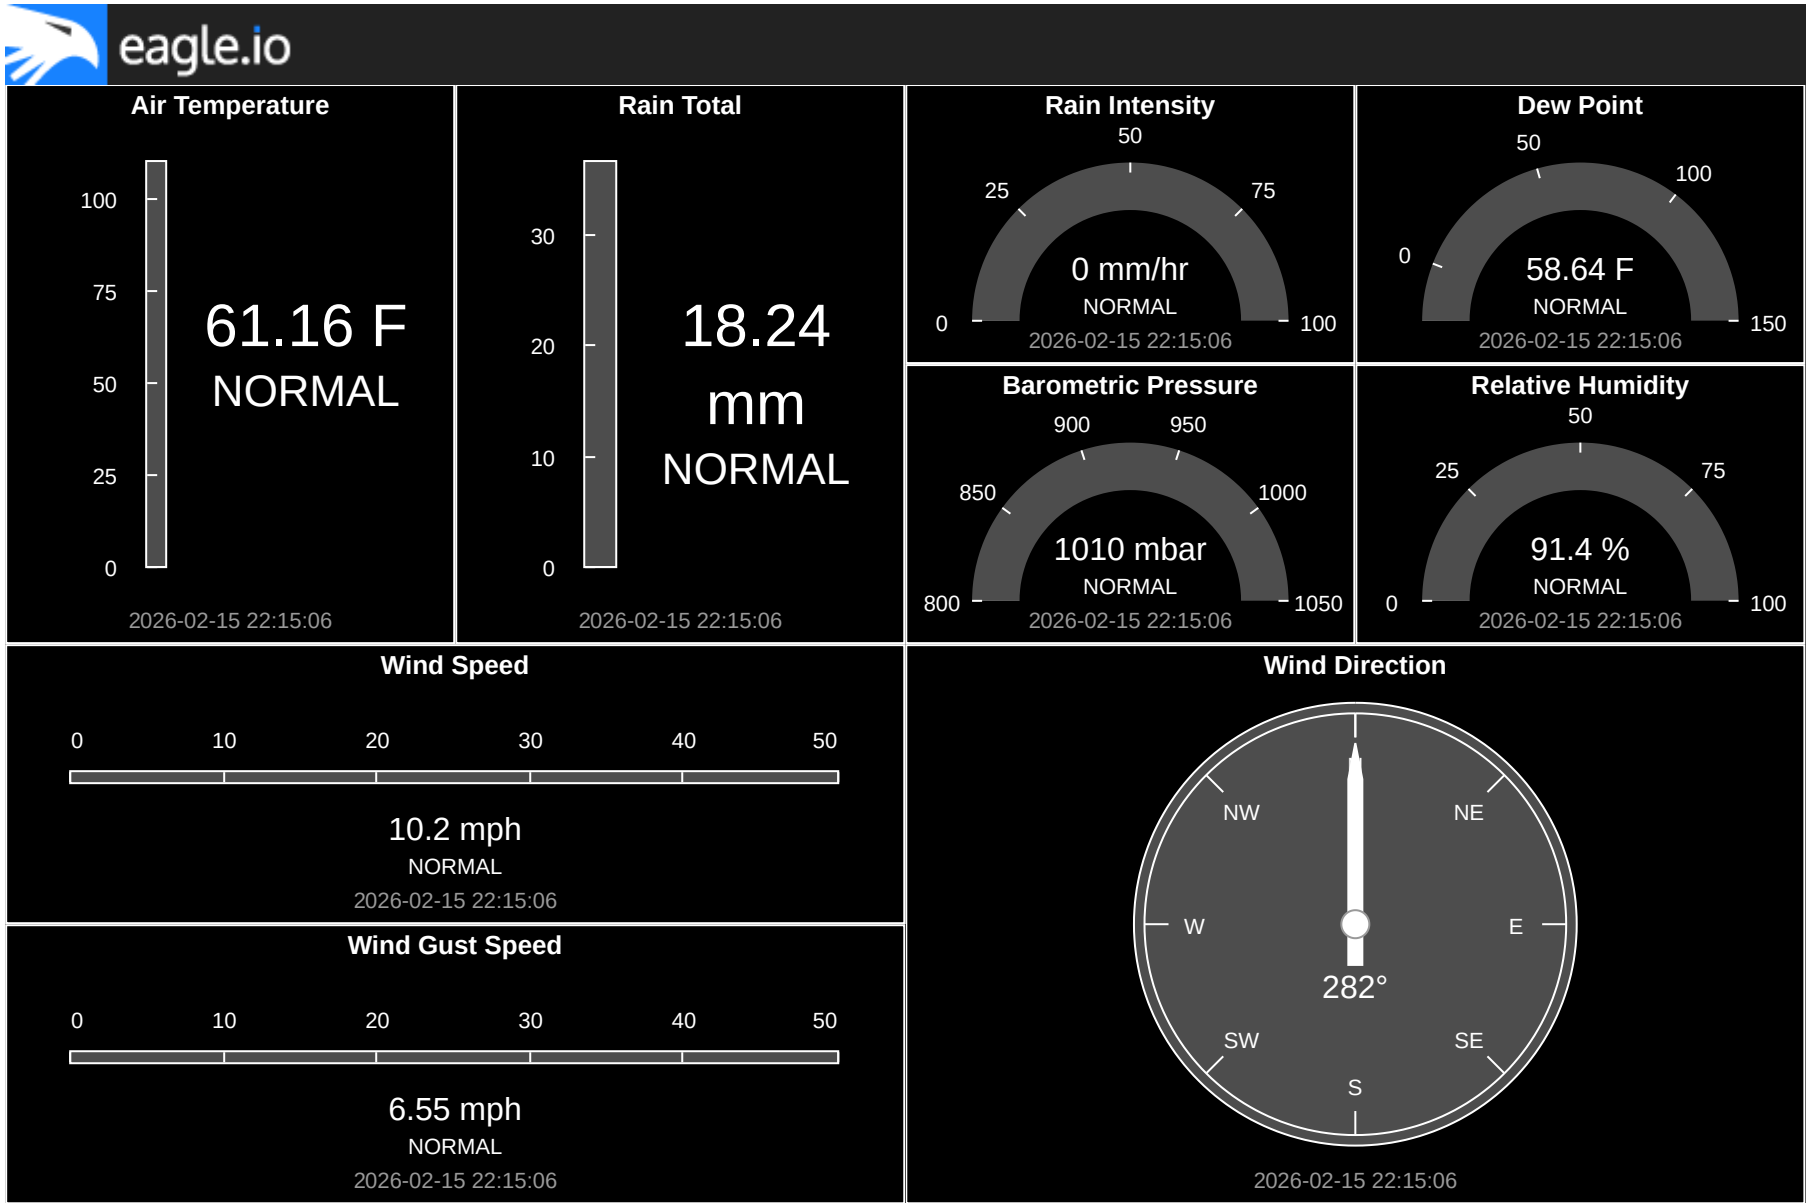 eagle.io
Air Temperature
100
75
50
25
0
61.16 F
NORMAL
2026-02-15 22:15:06
Rain Total
30
20
10
0
18.24
mm
NORMAL
2026-02-15 22:15:06
Rain Intensity
0
25
50
75
100
0 mm/hr
NORMAL
2026-02-15 22:15:06
Dew Point
0
50
100
150
58.64 F
NORMAL
2026-02-15 22:15:06
Barometric Pressure
800
850
900
950
1000
1050
1010 mbar
NORMAL
2026-02-15 22:15:06
Relative Humidity
0
25
50
75
100
91.4 %
NORMAL
2026-02-15 22:15:06
Wind Speed
0 10 20 30 40 50
10.2 mph
NORMAL
2026-02-15 22:15:06
Wind Gust Speed
0 10 20 30 40 50
6.55 mph
NORMAL
2026-02-15 22:15:06
Wind Direction
NW NE
W E
282°
SW SE
S
2026-02-15 22:15:06